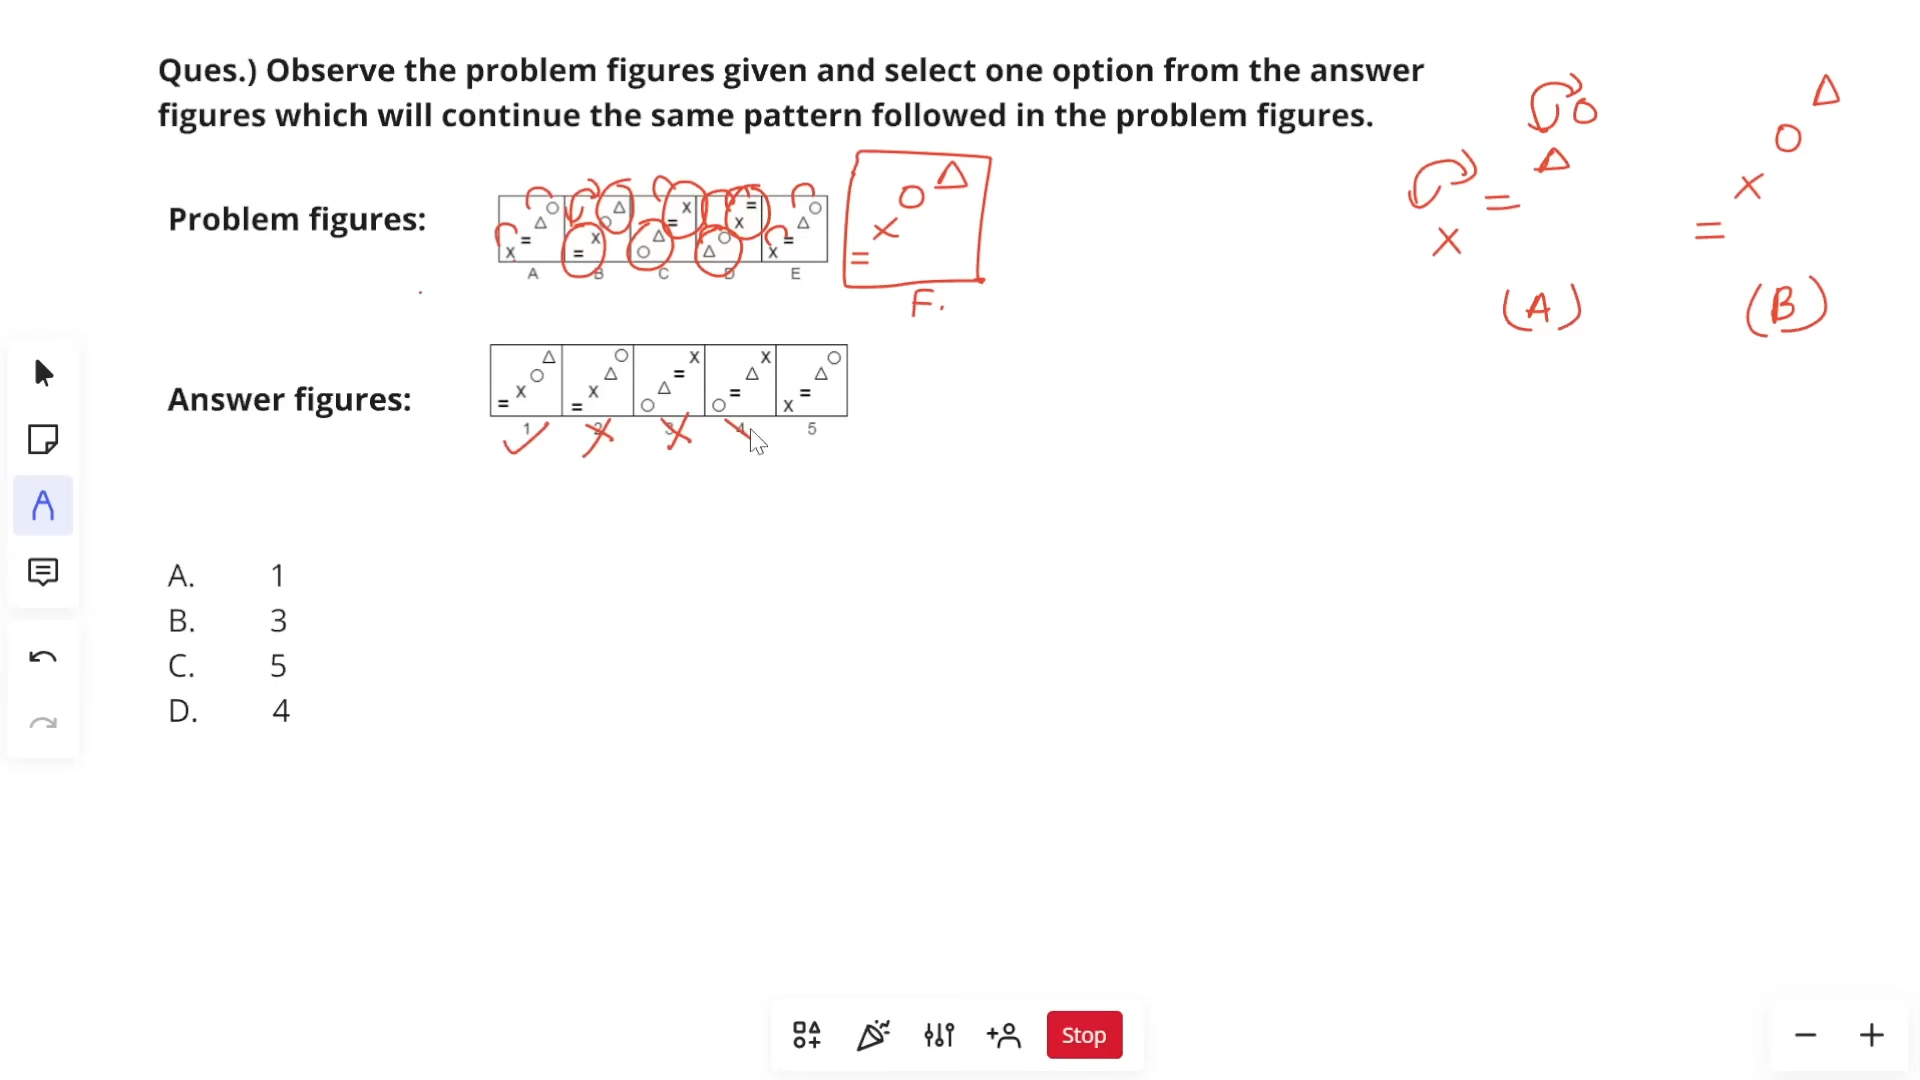 Ques.) Observe the problem figures given and select one option from the answer
figures which will continue the same pattern followed in the problem figures.
Problem figures:
A B C D E
F.
(A) (B)
Answer figures:
1 2 3 4 5
A. 1
B. 3
C. 5
D. 4
Stop